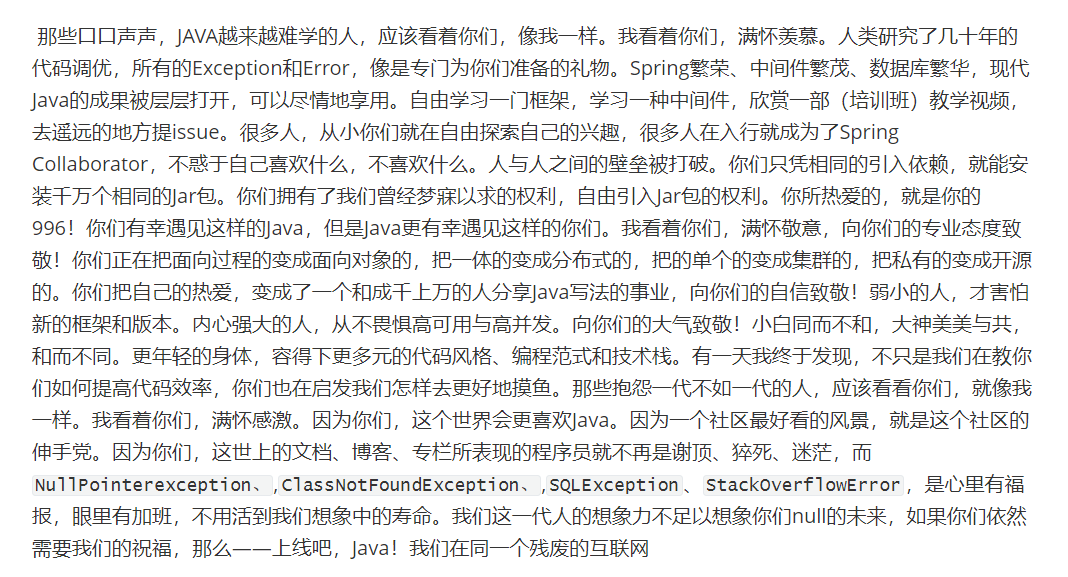 那些口口声声，JAVA越来越难学的人，应该看着你们，像我一样。我看着你们，满怀羡慕。人类研究了几十年的
代码调优，所有的Exception和Error，像是专门为你们准备的礼物。Spring繁荣、中间件繁茂、数据库繁华，现代
Java的成果被层层打开，可以尽情地享用。自由学习一门框架，学习一种中间件，欣赏一部（培训班）教学视频，
去遥远的地方提issue。很多人，从小你们就在自由探索自己的兴趣，很多人在入行就成为了Spring
Collaborator，不惑于自己喜欢什么，不喜欢什么。人与人之间的壁垒被打破。你们只凭相同的引入依赖，就能安
装千万个相同的Jar包。你们拥有了我们曾经梦寐以求的权利，自由引入Jar包的权利。你所热爱的，就是你的
996！你们有幸遇见这样的Java，但是Java更有幸遇见这样的你们。我看着你们，满怀敬意，向你们的专业态度致
敬！你们正在把面向过程的变成面向对象的，把一体的变成分布式的，把的单个的变成集群的，把私有的变成开源
的。你们把自己的热爱，变成了一个和成千上万的人分享Java写法的事业，向你们的自信致敬！弱小的人，才害怕
新的框架和版本。内心强大的人，从不畏惧高可用与高并发。向你们的大气致敬！小白同而不和，大神美美与共，
和而不同。更年轻的身体，容得下更多元的代码风格、编程范式和技术栈。有一天我终于发现，不只是我们在教你
们如何提高代码效率，你们也在启发我们怎样去更好地摸鱼。那些抱怨一代不如一代的人，应该看看你们，就像我
一样。我看着你们，满怀感激。因为你们，这个世界会更喜欢Java。因为一个社区最好看的风景，就是这个社区的
伸手党。因为你们，这世上的文档、博客、专栏所表现的程序员就不再是谢顶、猝死、迷茫，而
NullPointerexception、,ClassNotFoundException、,SQLException、StackOverflowError，是心里有福
报，眼里有加班，不用活到我们想象中的寿命。我们这一代人的想象力不足以想象你们null的未来，如果你们依然
需要我们的祝福，那么——上线吧，Java！我们在同一个残废的互联网